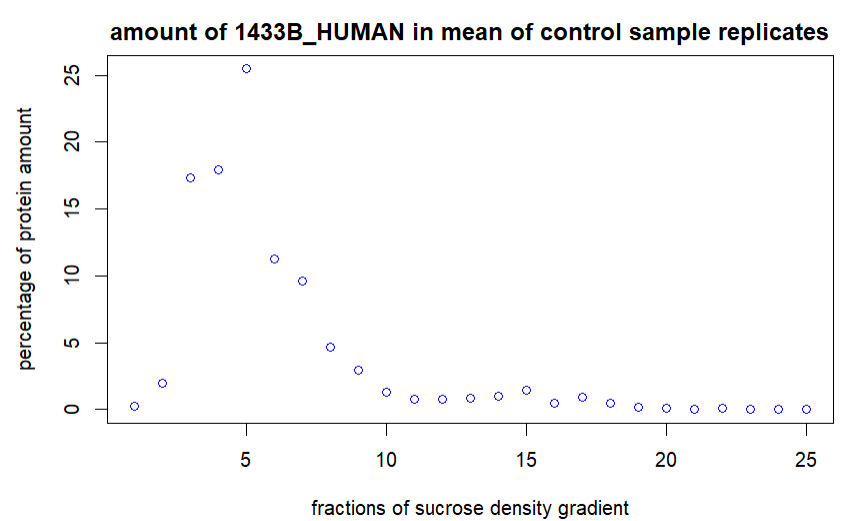 amount of 1433B_HUMAN in mean of control sample replicates
percentage of protein amount
25
20
15
10
5
0
5 10 15 20 25
fractions of sucrose density gradient